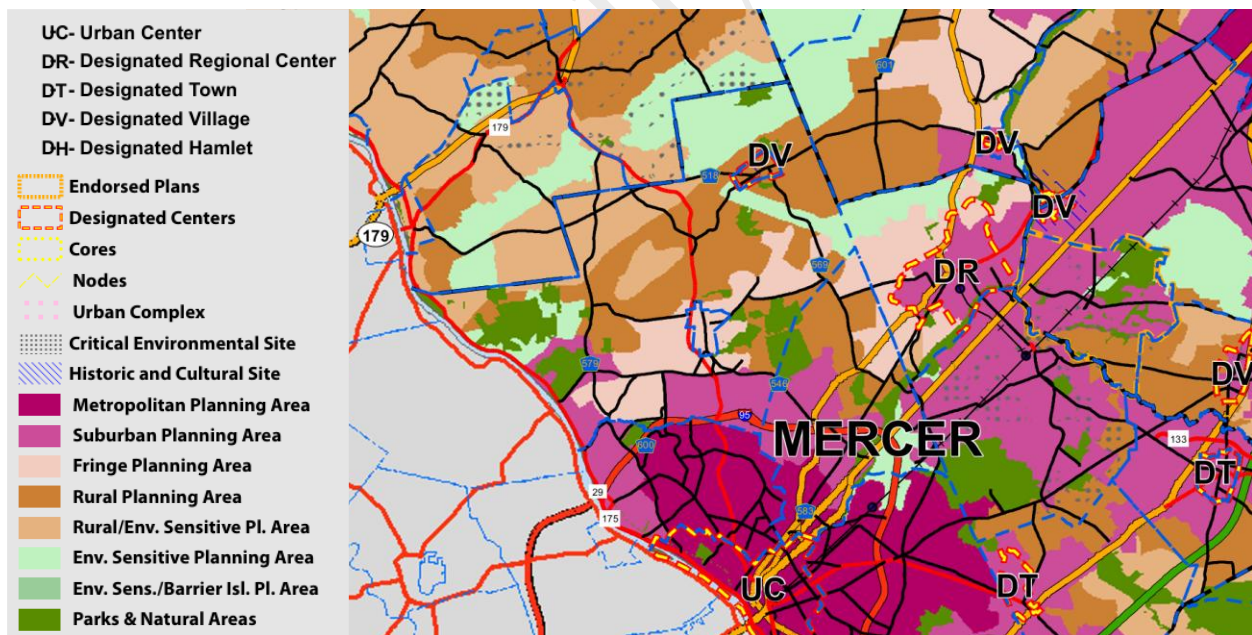 UC- Urban Center
DR- Designated Regional Center
DT- Designated Town
DV- Designated Village
DH- Designated Hamlet
Endorsed Plans
Designated Centers
Cores
Nodes
Urban Complex
Critical Environmental Site
Historic and Cultural Site
Metropolitan Planning Area
Suburban Planning Area
Fringe Planning Area
Rural Planning Area
Rural/Env. Sensitive Pl. Area
Env. Sensitive Planning Area
Env. Sens./Barrier Isl. Pl. Area
Parks & Natural Areas
601
179
DV
DV
518
DV
179
569
DR
579
546
DV
95
MERCER
133
600
DT
29
175
583
UC
DT